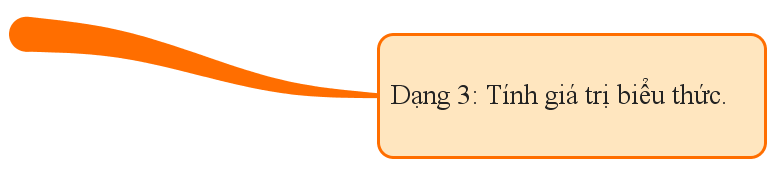 Dạng 3: Tính giá trị biểu thức.